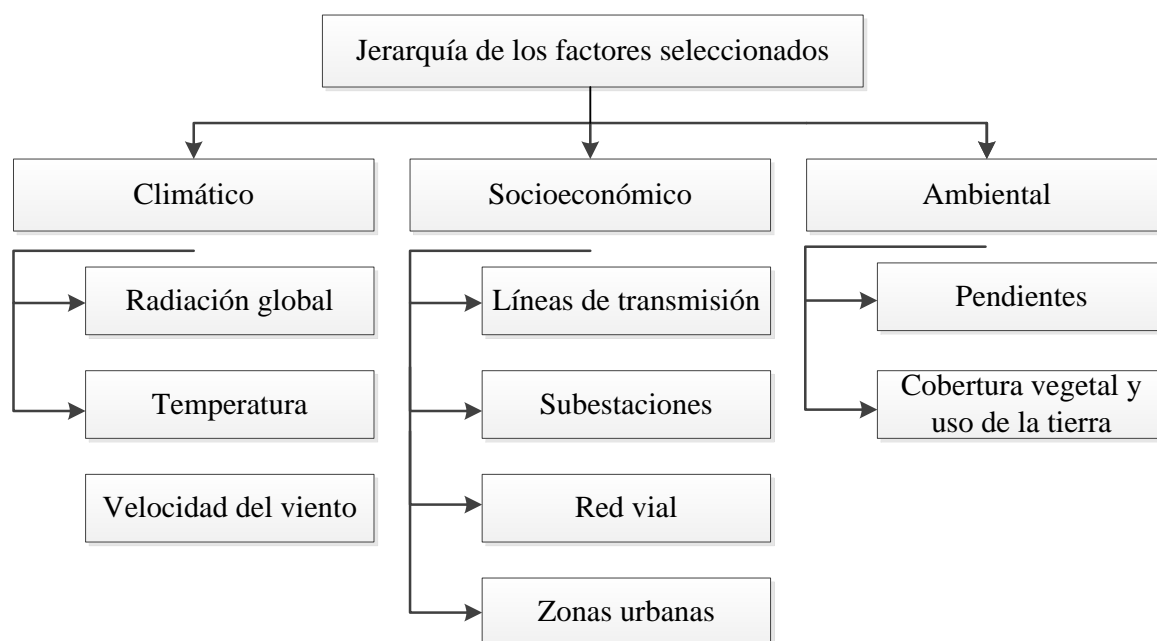 Jerarquía de los factores seleccionados
Climático
Radiación global
Temperatura
Velocidad del viento
Socioeconómico
Líneas de transmisión
Subestaciones
Red vial
Zonas urbanas
Ambiental
Pendientes
Cobertura vegetal y
uso de la tierra